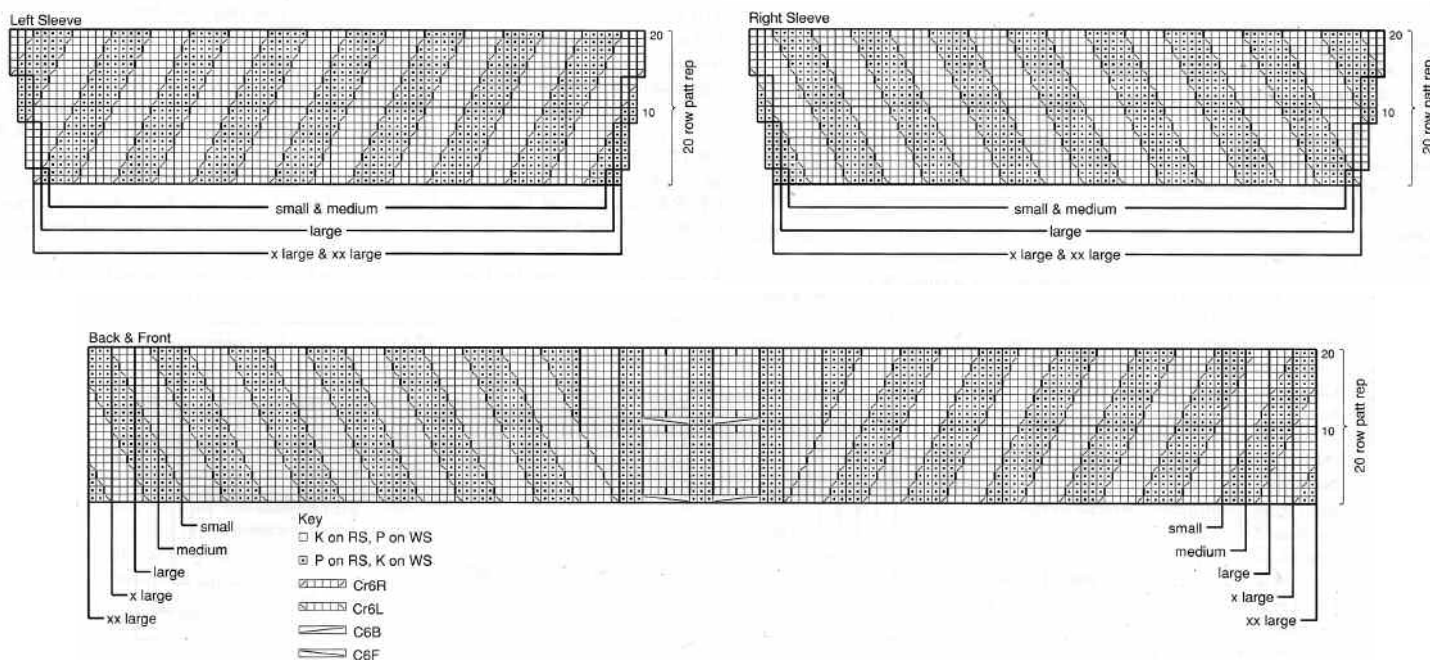 Left Sleeve
20
10
20 row patt rep
small & medium
large
x large & xx large
Right Sleeve
20
10
20 row patt rep
small & medium
large
x large & xx large
Back & Front
20
10
20 row patt rep
small
medium
large
x large
xx large
small
medium
large
x large
xx large
Key
K on RS, P on WS
P on RS, K on WS
Cr6R
Cr6L
C6B
C6F